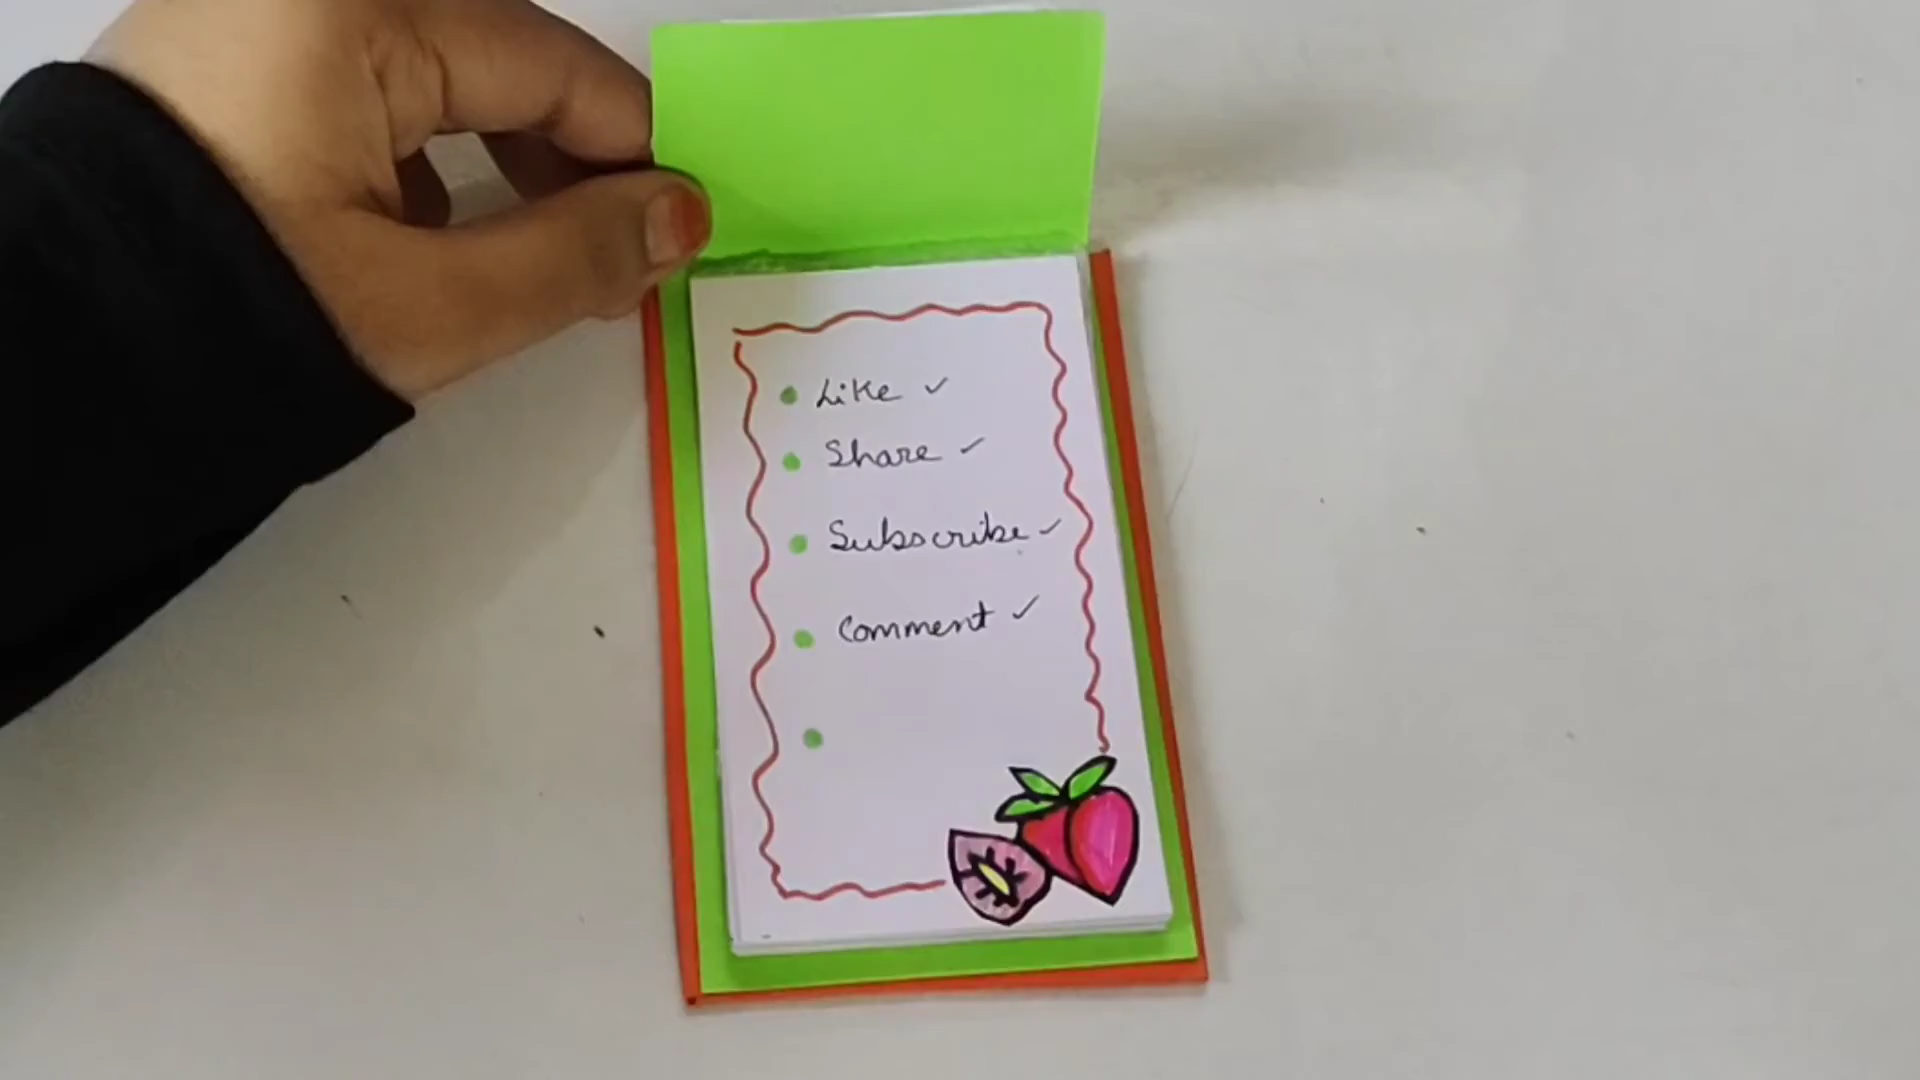 • Like ✓
• Share ✓
• Subscribe ✓
• Comment ✓
•